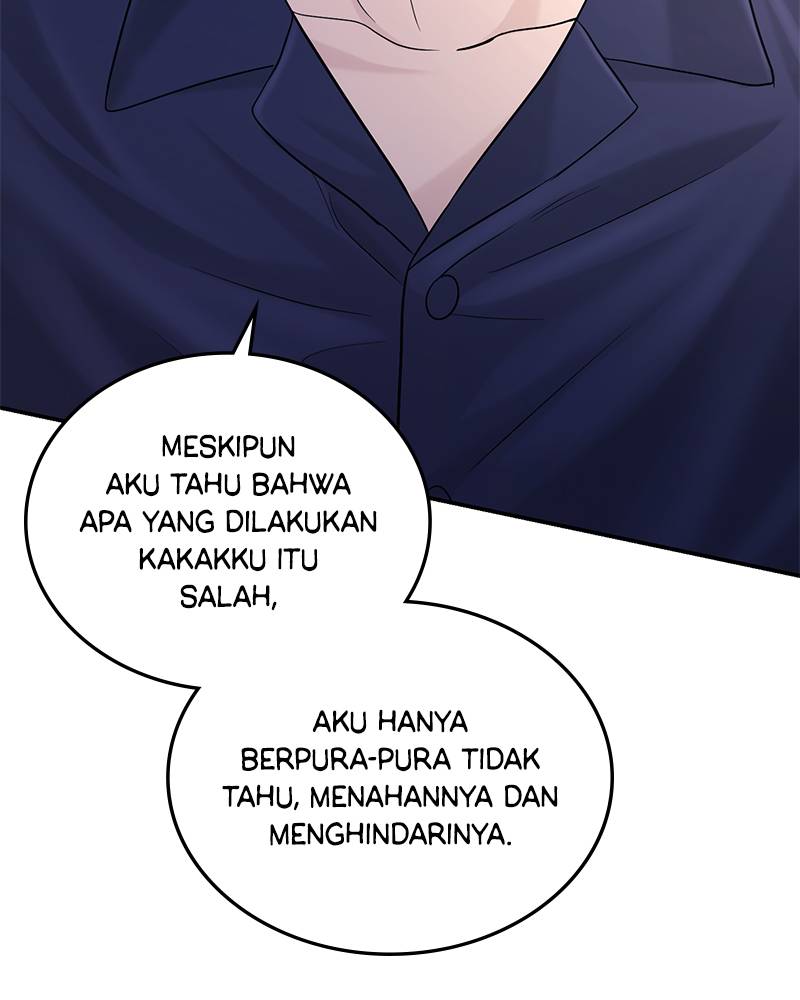 MESKIPUN
AKU TAHU BAHWA
APA YANG DILAKUKAN
KAKAKKU ITU
SALAH,
AKU HANYA
BERPURA-PURA TIDAK
TAHU, MENAHANNYA DAN
MENGHINDARINYA.